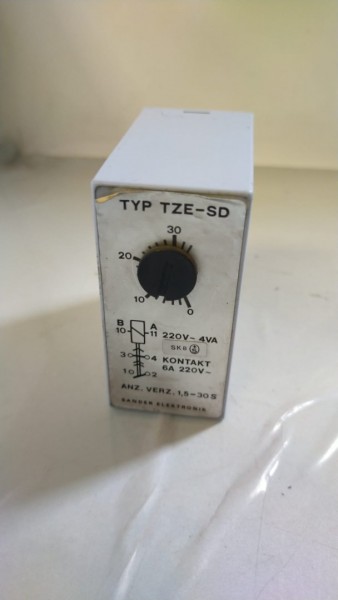 TYP TZE-SD
30
20
10
0
B A
10 11 220V~ 4VA
SK6
3 4 KONTAKT
6A 220V~
1 2
ANZ. VERZ. 1,5-30 S
SANDER ELEKTRONIK